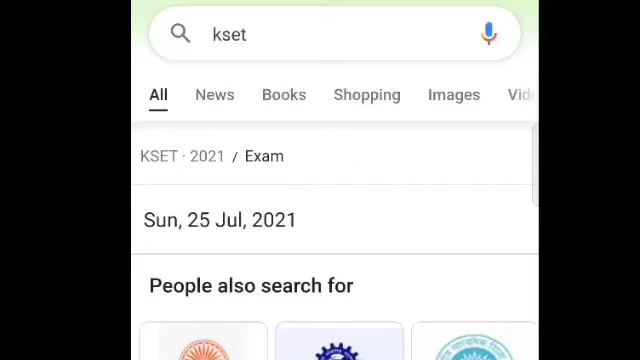 kset
All News Books Shopping Images
KSET · 2021 / Exam
Sun, 25 Jul, 2021
People also search for